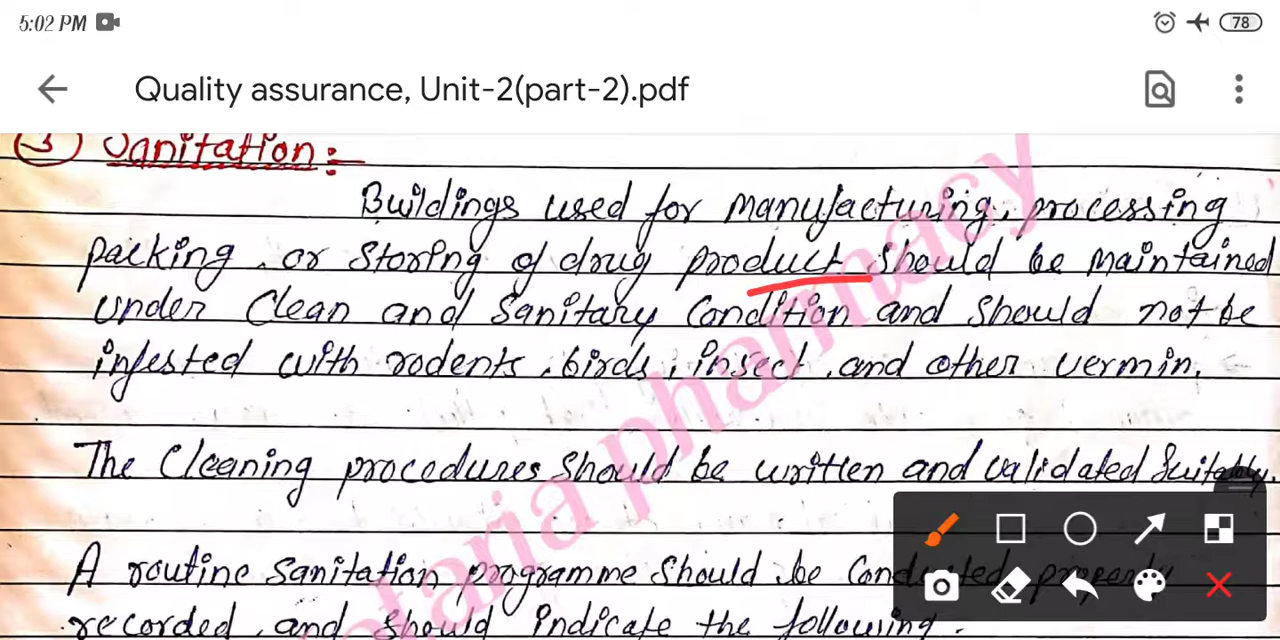 5:02 PM 78
Quality assurance, Unit-2(part-2).pdf
③ Sanitation:-
Buildings used for manufacturing, processing
packing, or storing of drug product should be maintained
under clean and sanitary condition and should not be
infested with rodents, birds, insect, and other vermin.
The cleaning procedures should be written and validated suitably.
A routine sanitation programme should be conducted properly
recorded, and should indicate the following.
pharmacy